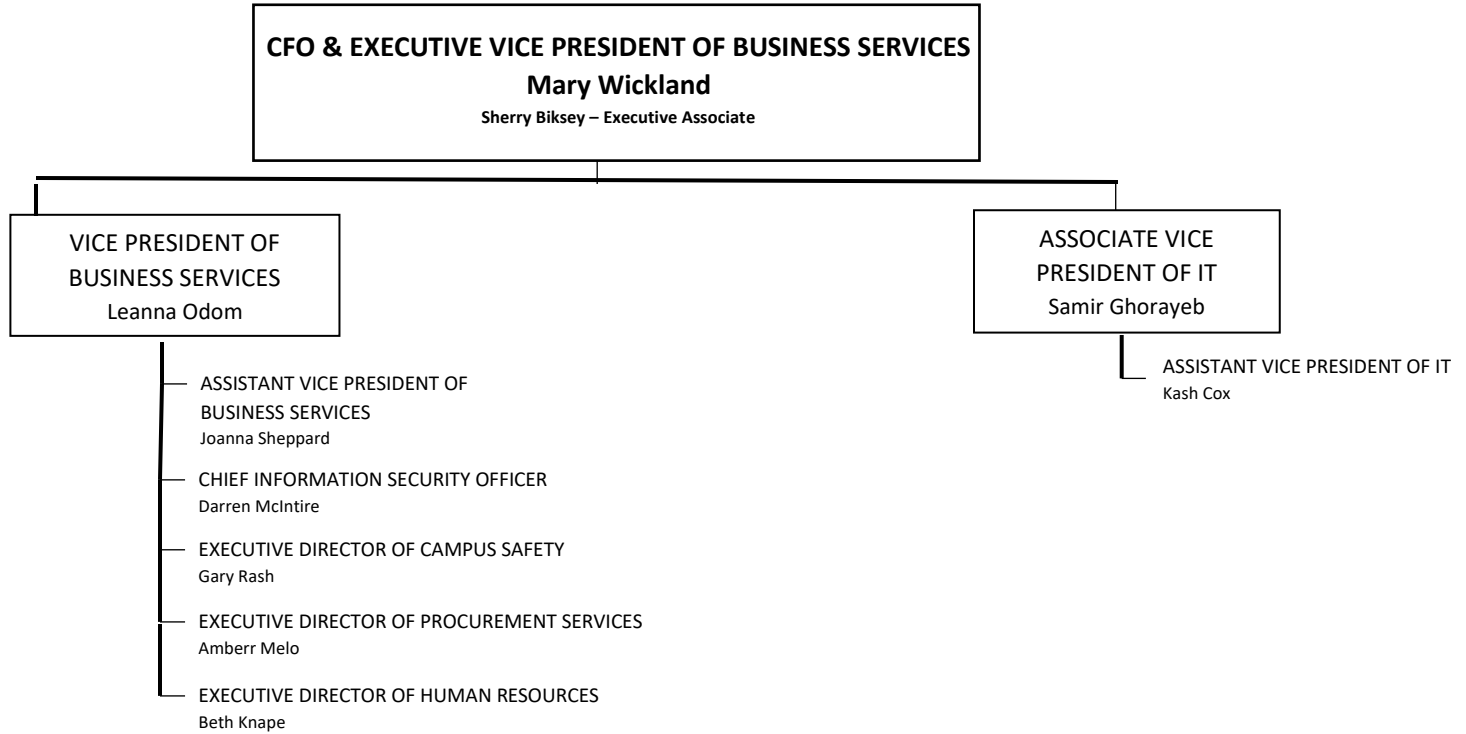 CFO & EXECUTIVE VICE PRESIDENT OF BUSINESS SERVICES
Mary Wickland
Sherry Biksey – Executive Associate
VICE PRESIDENT OF
BUSINESS SERVICES
Leanna Odom
ASSISTANT VICE PRESIDENT OF
BUSINESS SERVICES
Joanna Sheppard
CHIEF INFORMATION SECURITY OFFICER
Darren McIntire
EXECUTIVE DIRECTOR OF CAMPUS SAFETY
Gary Rash
EXECUTIVE DIRECTOR OF PROCUREMENT SERVICES
Amberr Melo
EXECUTIVE DIRECTOR OF HUMAN RESOURCES
Beth Knape
ASSOCIATE VICE
PRESIDENT OF IT
Samir Ghorayeb
ASSISTANT VICE PRESIDENT OF IT
Kash Cox